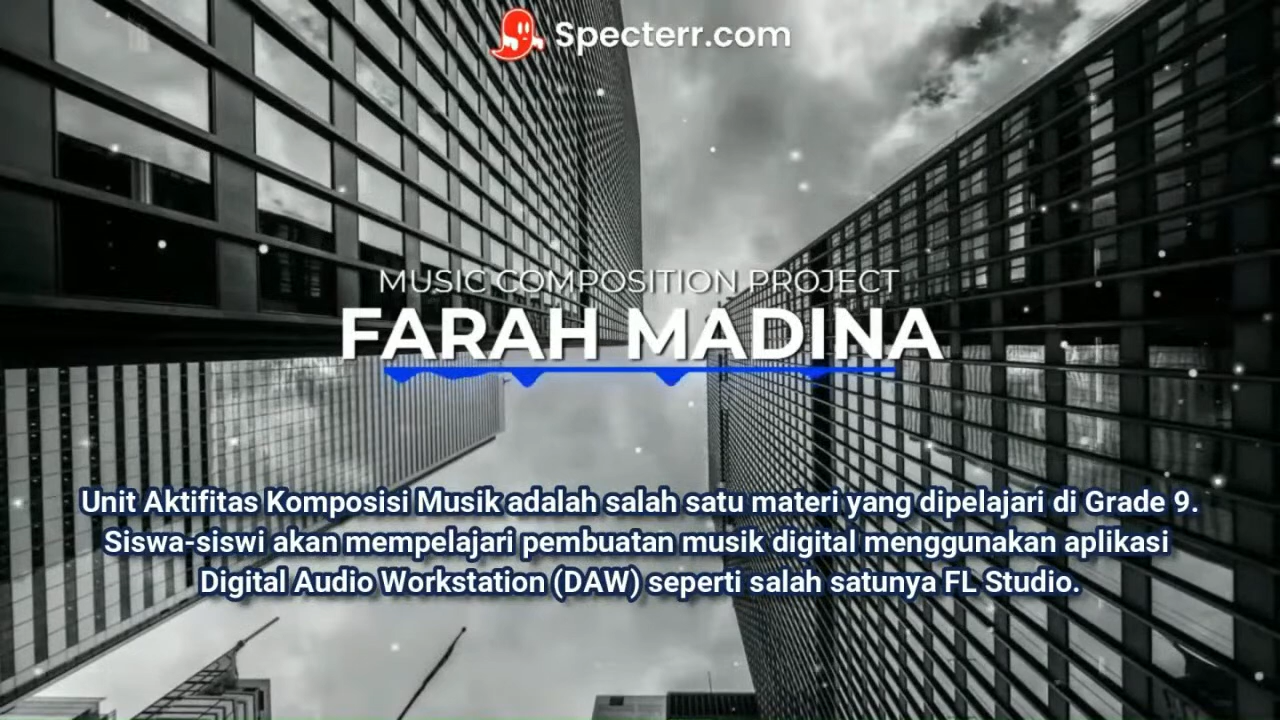 Specterr.com
MUSIC COMPOSITION PROJECT
FARAH MADINA
Unit Aktifitas Komposisi Musik adalah salah satu materi yang dipelajari di Grade 9.
Siswa-siswi akan mempelajari pembuatan musik digital menggunakan aplikasi
Digital Audio Workstation (DAW) seperti salah satunya FL Studio.